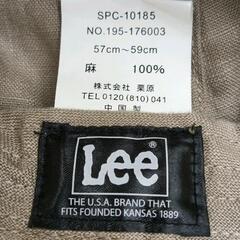 SPC-10185
NO.195-176003
57cm～59cm
麻 100%
株式会社 栗原
TEL 0120(810)041
中国製
Lee
THE U.S.A. BRAND THAT
FITS FOUNDED KANSAS 1889